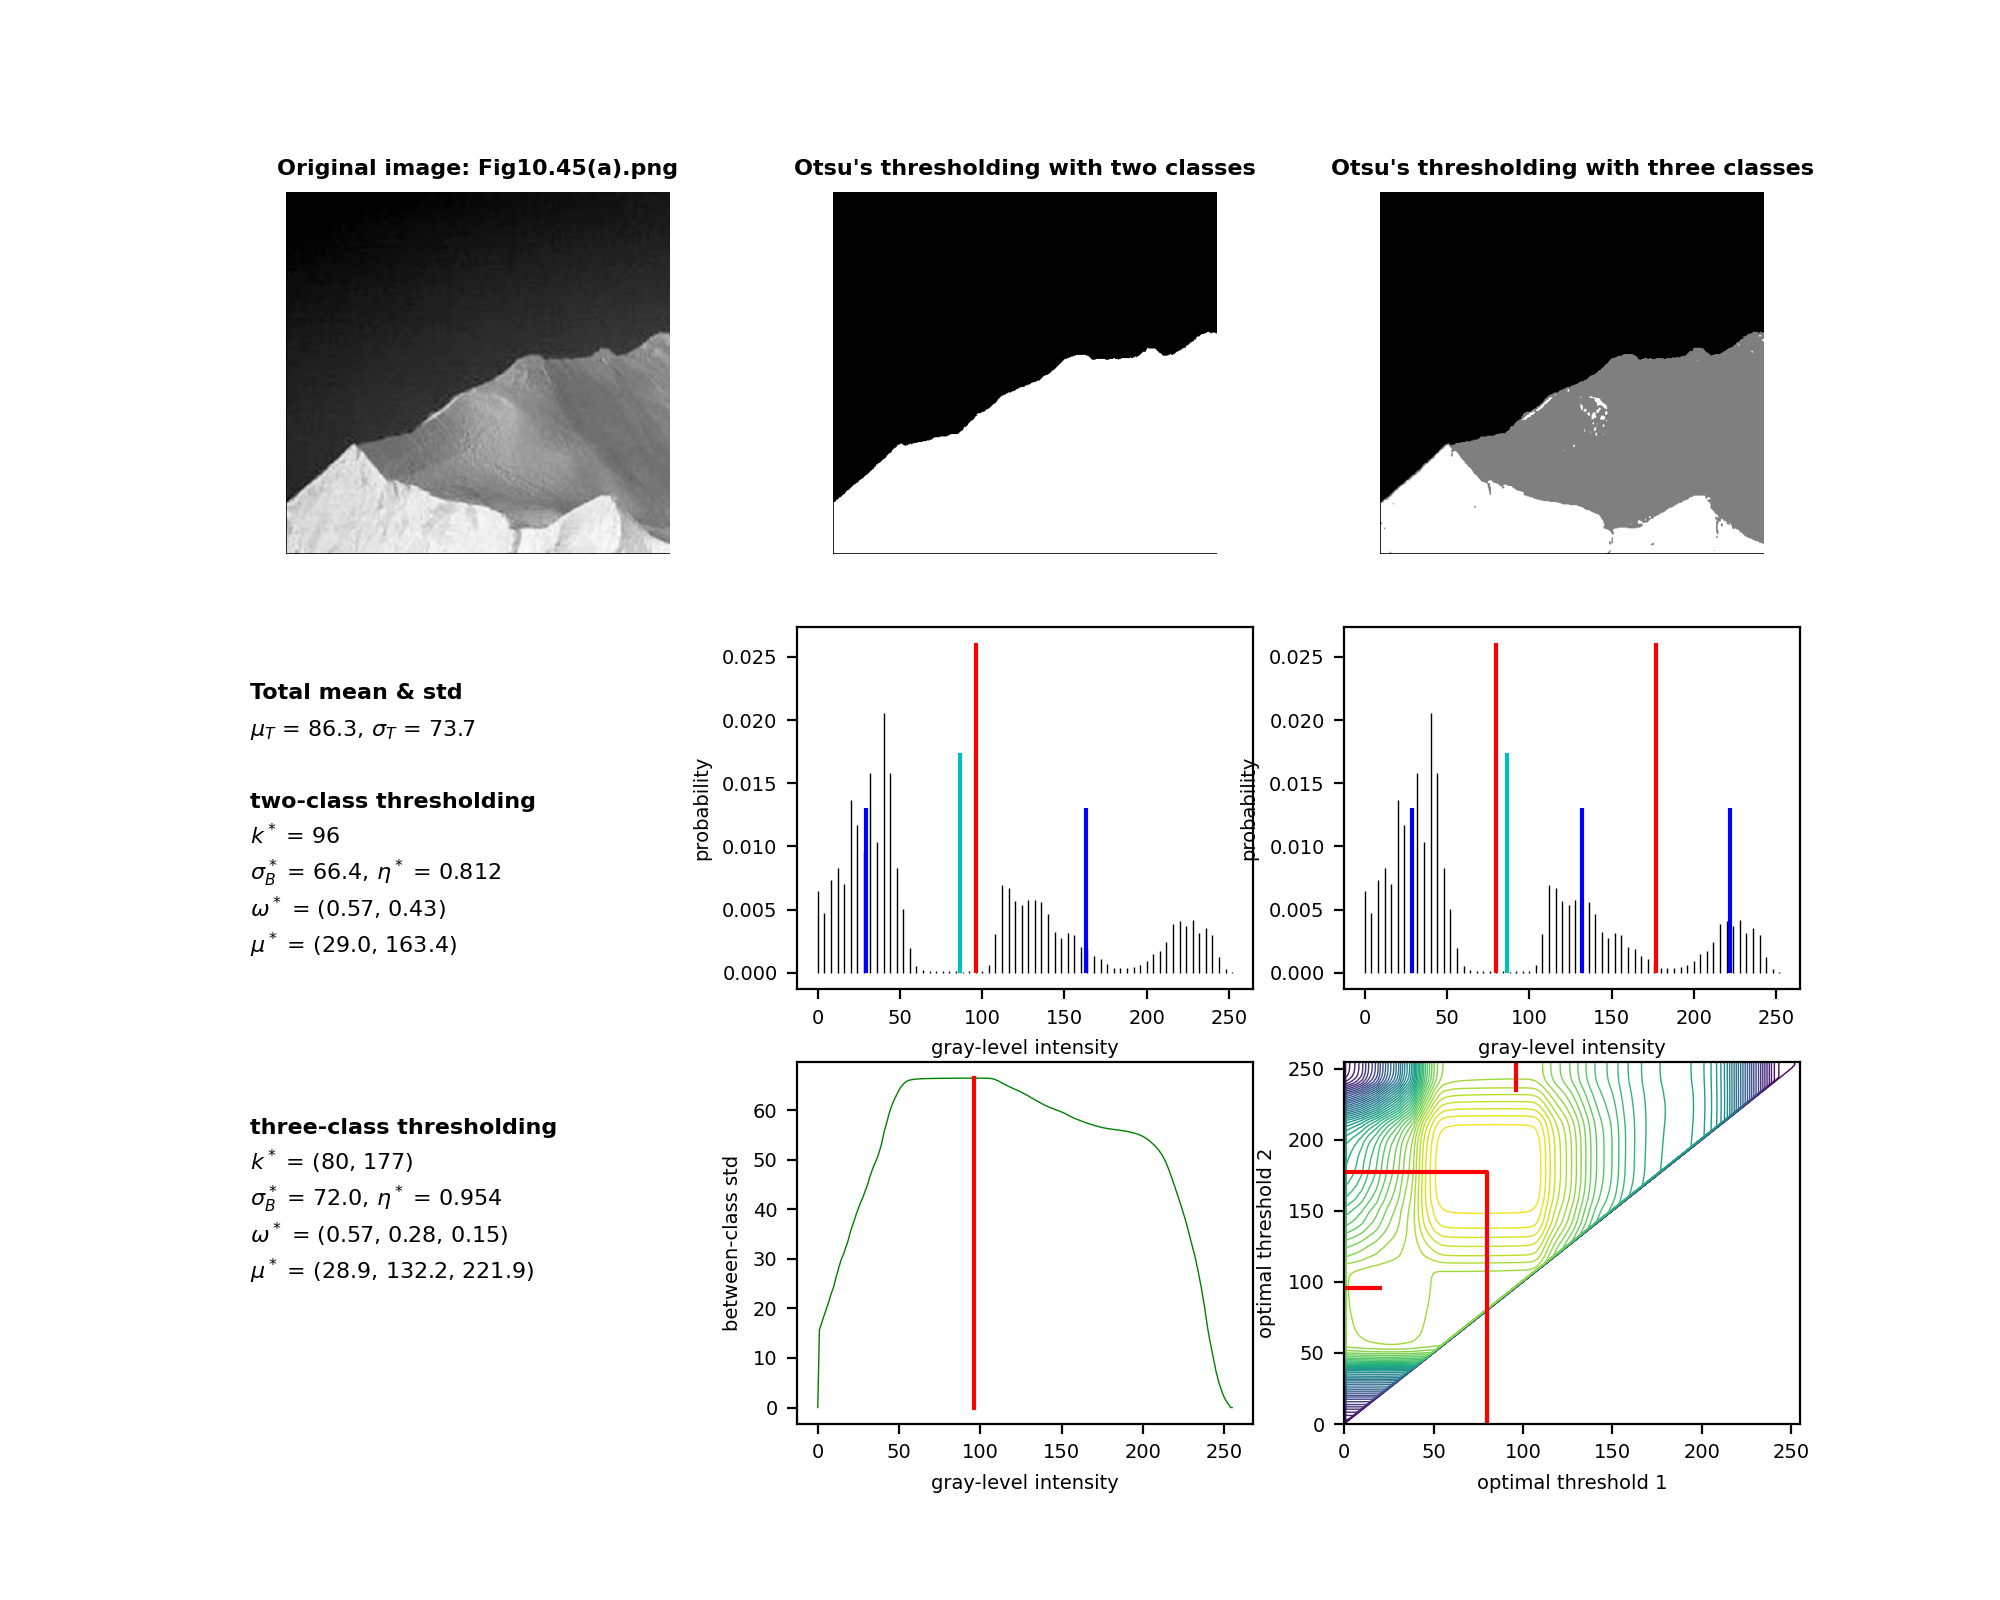 Original image: Fig10.45(a).png
Otsu's thresholding with two classes
Otsu's thresholding with three classes
Total mean & std
μT = 86.3, σT = 73.7
two-class thresholding
k* = 96
σ*B = 66.4, η* = 0.812
ω* = (0.57, 0.43)
μ* = (29.0, 163.4)
probability
0.025
0.020
0.015
0.010
0.005
0.000
0 50 100 150 200 250
gray-level intensity
probability
0.025
0.020
0.015
0.010
0.005
0.000
0 50 100 150 200 250
gray-level intensity
three-class thresholding
k* = (80, 177)
σ*B = 72.0, η* = 0.954
ω* = (0.57, 0.28, 0.15)
μ* = (28.9, 132.2, 221.9)
between-class std
60
50
40
30
20
10
0
0 50 100 150 200 250
gray-level intensity
optimal threshold 2
250
200
150
100
50
0
0 50 100 150 200 250
optimal threshold 1